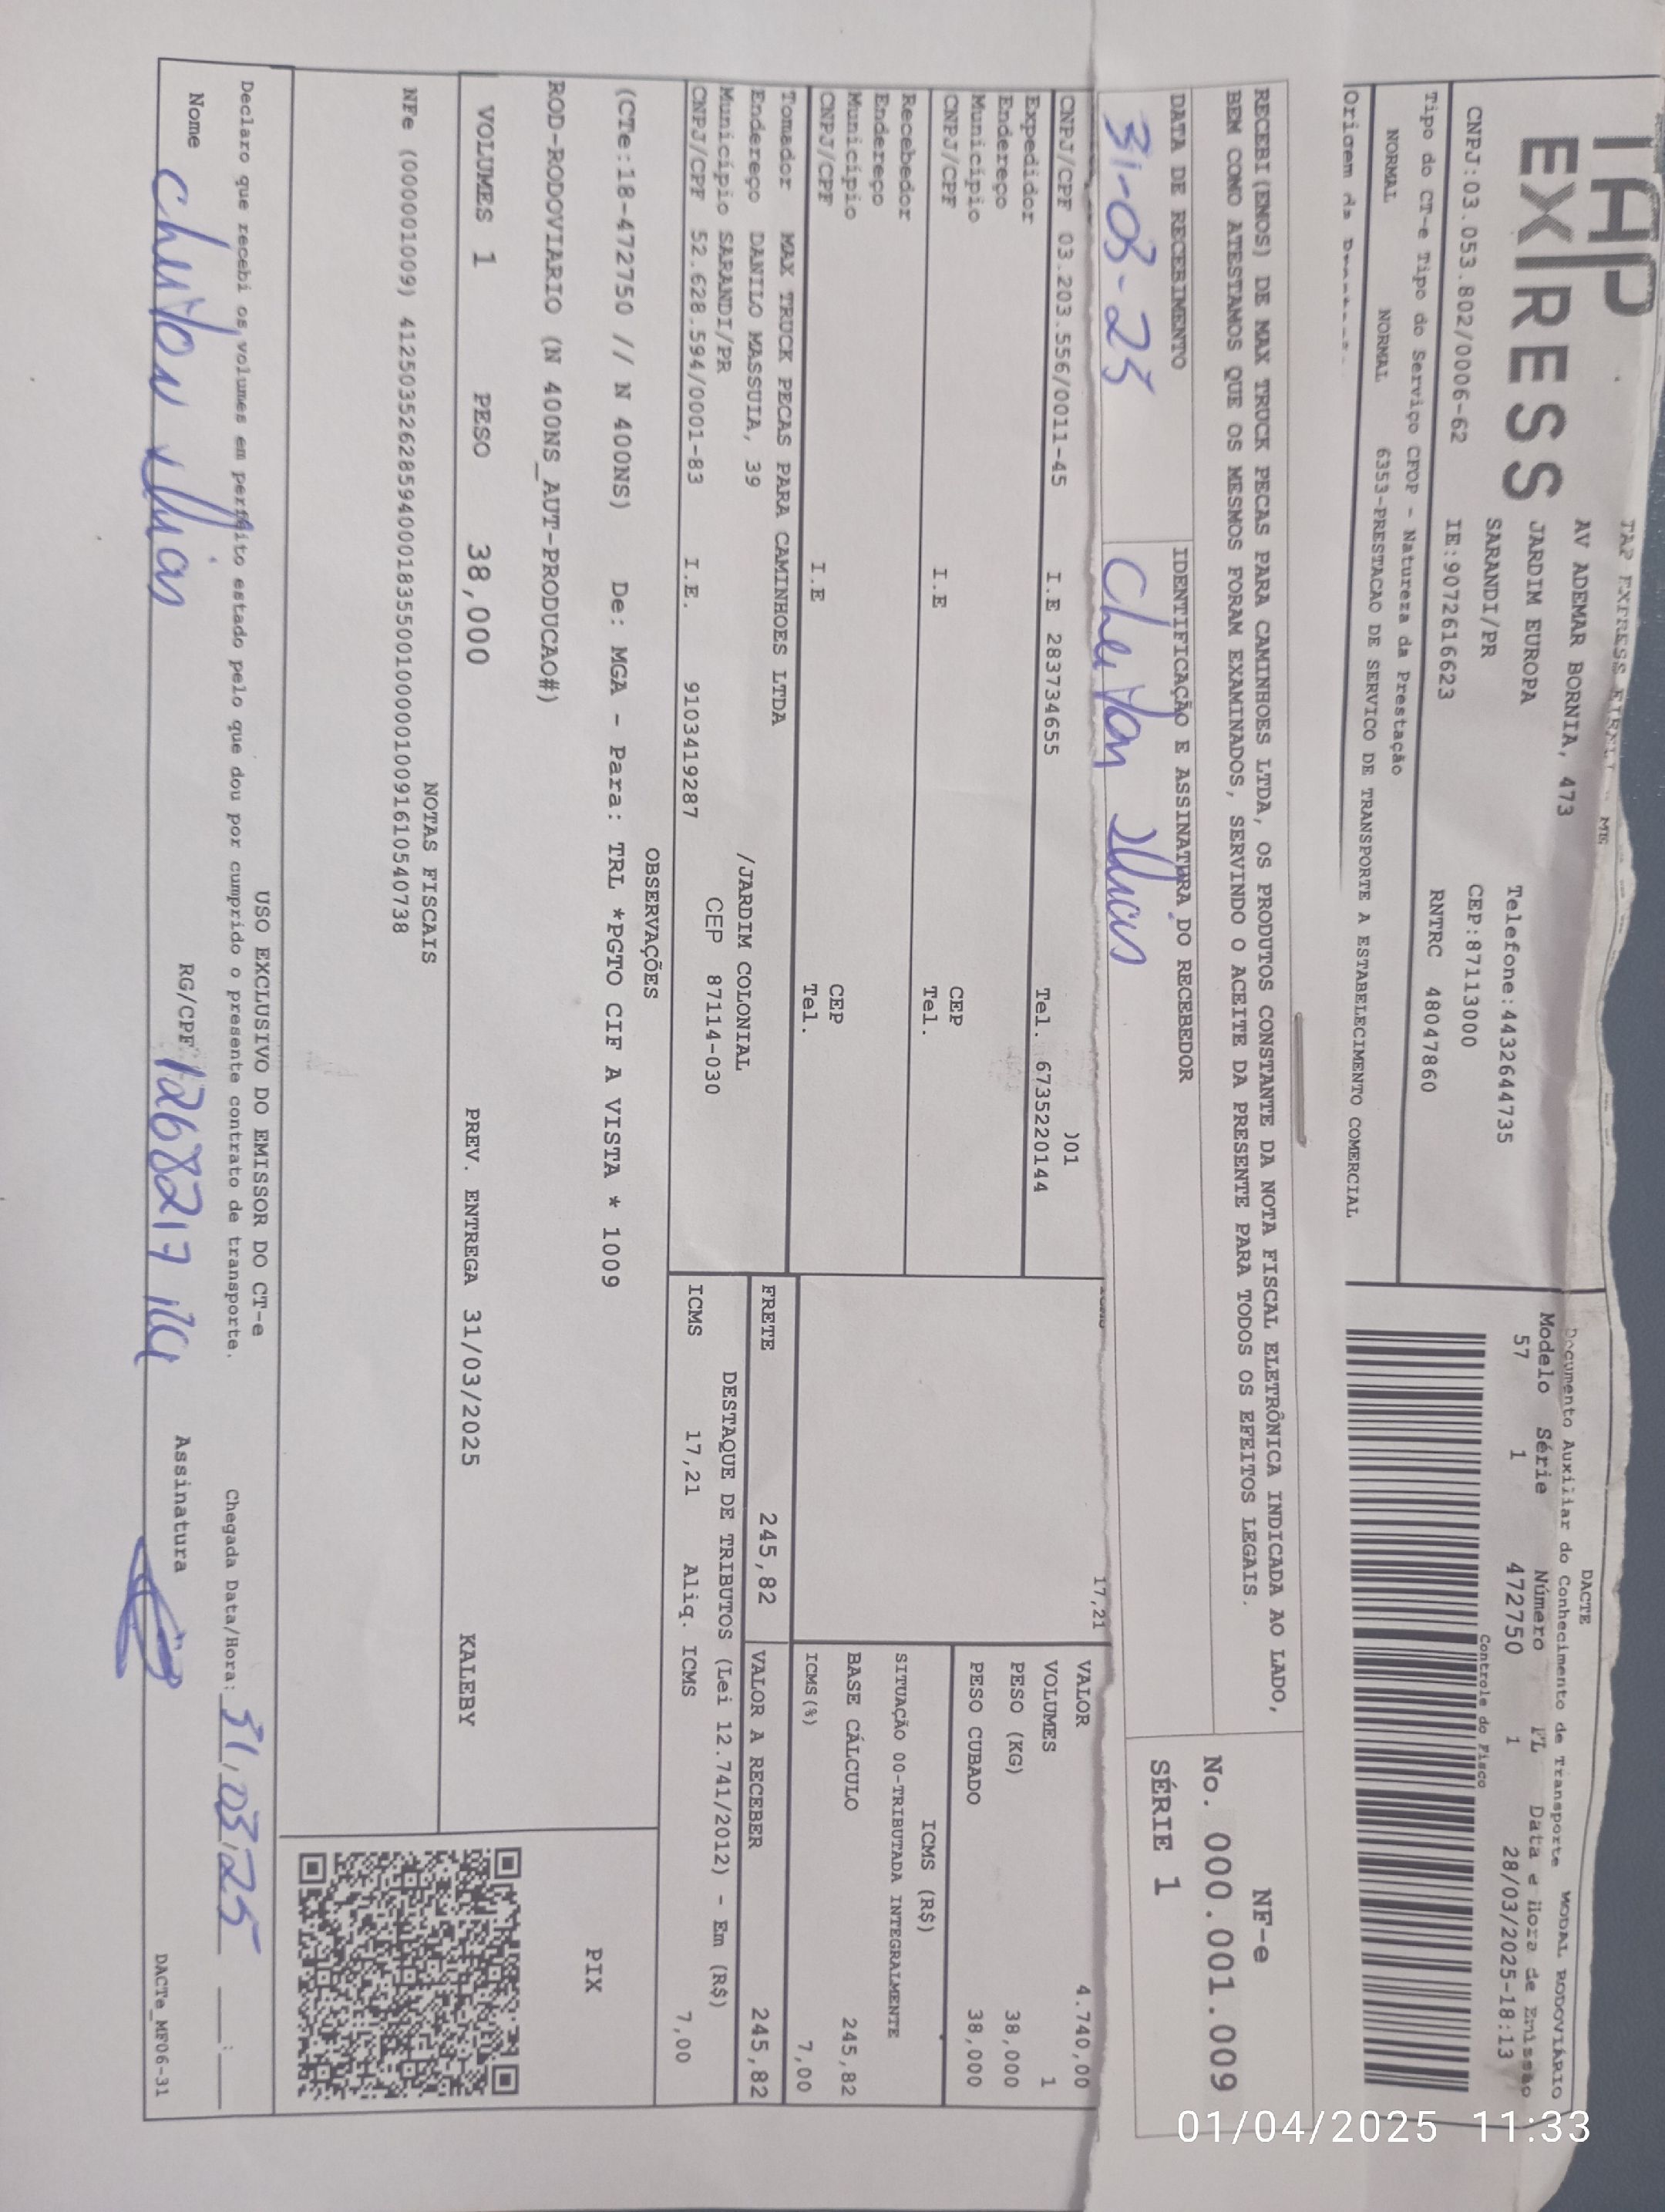 TAP
EXPRESS
TAP EXPRESS EIRELI - ME
AV ADEMAR BORNIA, 473
JARDIM EUROPA
SARANDI/PR
Telefone:4432644735
CNPJ:03.053.802/0006-62
IE:9072616623
CEP:87113000
RNTRC 48047860
DACTE
Documento Auxiliar do Conhecimento de Transporte MODAL RODOVIÁRIO
Modelo Série Número FL Data e Hora de Emissão
57 1 472750 1 28/03/2025-18:13
Controle do Fisco
Tipo do CT-e Tipo do Serviço CFOP - Natureza da Prestação
NORMAL NORMAL 6353-PRESTACAO DE SERVICO DE TRANSPORTE A ESTABELECIMENTO COMERCIAL
Origem da
RECEBI(EMOS) DE MAX TRUCK PECAS PARA CAMINHOES LTDA, OS PRODUTOS CONSTANTE DA NOTA FISCAL ELETRÔNICA INDICADA AO LADO,
BEM COMO ATESTAMOS QUE OS MESMOS FORAM EXAMINADOS, SERVINDO O ACEITE DA PRESENTE PARA TODOS OS EFEITOS LEGAIS.
NF-e
No. 000.001.009
SÉRIE 1
DATA DE RECEBIMENTO
IDENTIFICAÇÃO E ASSINATURA DO RECEBEDOR
31-03-25
)01
17,21
CNPJ/CPF 03.203.556/0011-45 I.E 283734655 Tel. 6735220144
Expedidor
Endereço
Município CEP
CNPJ/CPF I.E Tel.
Recebedor
Endereço
Município CEP
CNPJ/CPF I.E Tel.
VALOR 4.740,00
VOLUMES 1
PESO (KG) 38,000
PESO CUBADO 38,000
ICMS (R$)
SITUAÇÃO 00-TRIBUTADA INTEGRALMENTE
BASE CÁLCULO 245,82
ICMS(%) 7,00
Tomador MAX TRUCK PECAS PARA CAMINHOES LTDA
Endereço DANILO MASSUIA, 39 /JARDIM COLONIAL
Município SARANDI/PR CEP 87114-030
CNPJ/CPF 52.628.594/0001-83 I.E. 9103419287
FRETE 245,82 VALOR A RECEBER 245,82
DESTAQUE DE TRIBUTOS (Lei 12.741/2012) - Em (R$)
ICMS 17,21 Aliq. ICMS 7,00
OBSERVAÇÕES
(CTe:18-472750 // N 400NS) De: MGA - Para: TRL *PGTO CIF A VISTA * 1009
ROD-RODOVIARIO (N 400NS_AUT-PRODUCAO#)
PIX
VOLUMES 1 PESO 38,000 PREV. ENTREGA 31/03/2025 KALEBY
NOTAS FISCAIS
NFe (000001009) 41250352628594000183550010000010091610540738
USO EXCLUSIVO DO EMISSOR DO CT-e
Declaro que recebi os volumes em perfeito estado pelo que dou por cumprido o presente contrato de transporte.
Chegada Data/Hora: 31/03/25 ___:___
Nome
RG/CPF
Assinatura
DACTe_MF06-31
01/04/2025 11:33